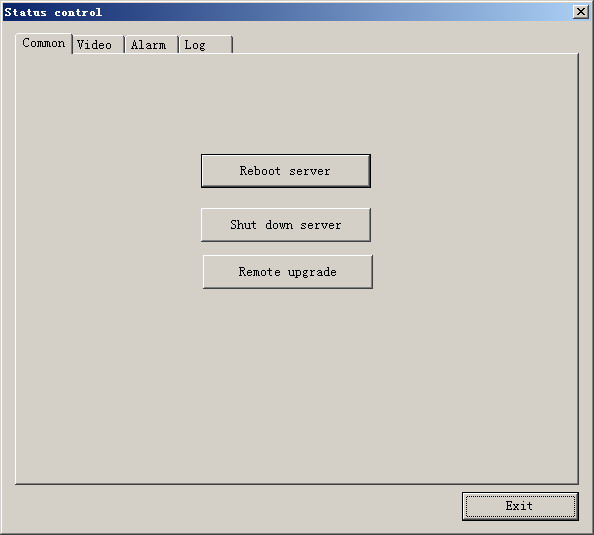 Status control
Common Video Alarm Log
Reboot server
Shut down server
Remote upgrade
Exit